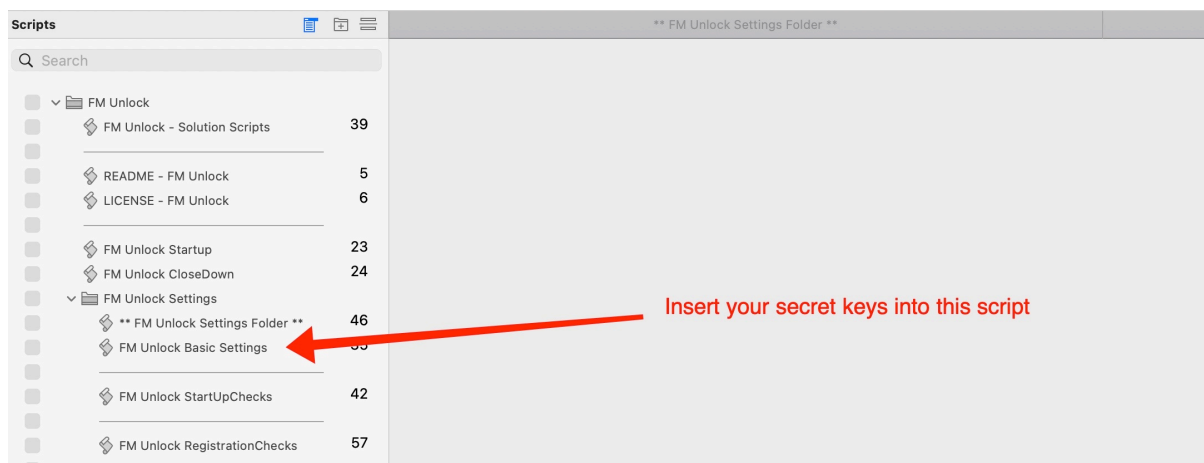 Scripts
** FM Unlock Settings Folder **
Search
FM Unlock
FM Unlock - Solution Scripts 39
README - FM Unlock 5
LICENSE - FM Unlock 6
FM Unlock Startup 23
FM Unlock CloseDown 24
FM Unlock Settings
** FM Unlock Settings Folder ** 46
Insert your secret keys into this script
FM Unlock Basic Settings
FM Unlock StartUpChecks 42
FM Unlock RegistrationChecks 57